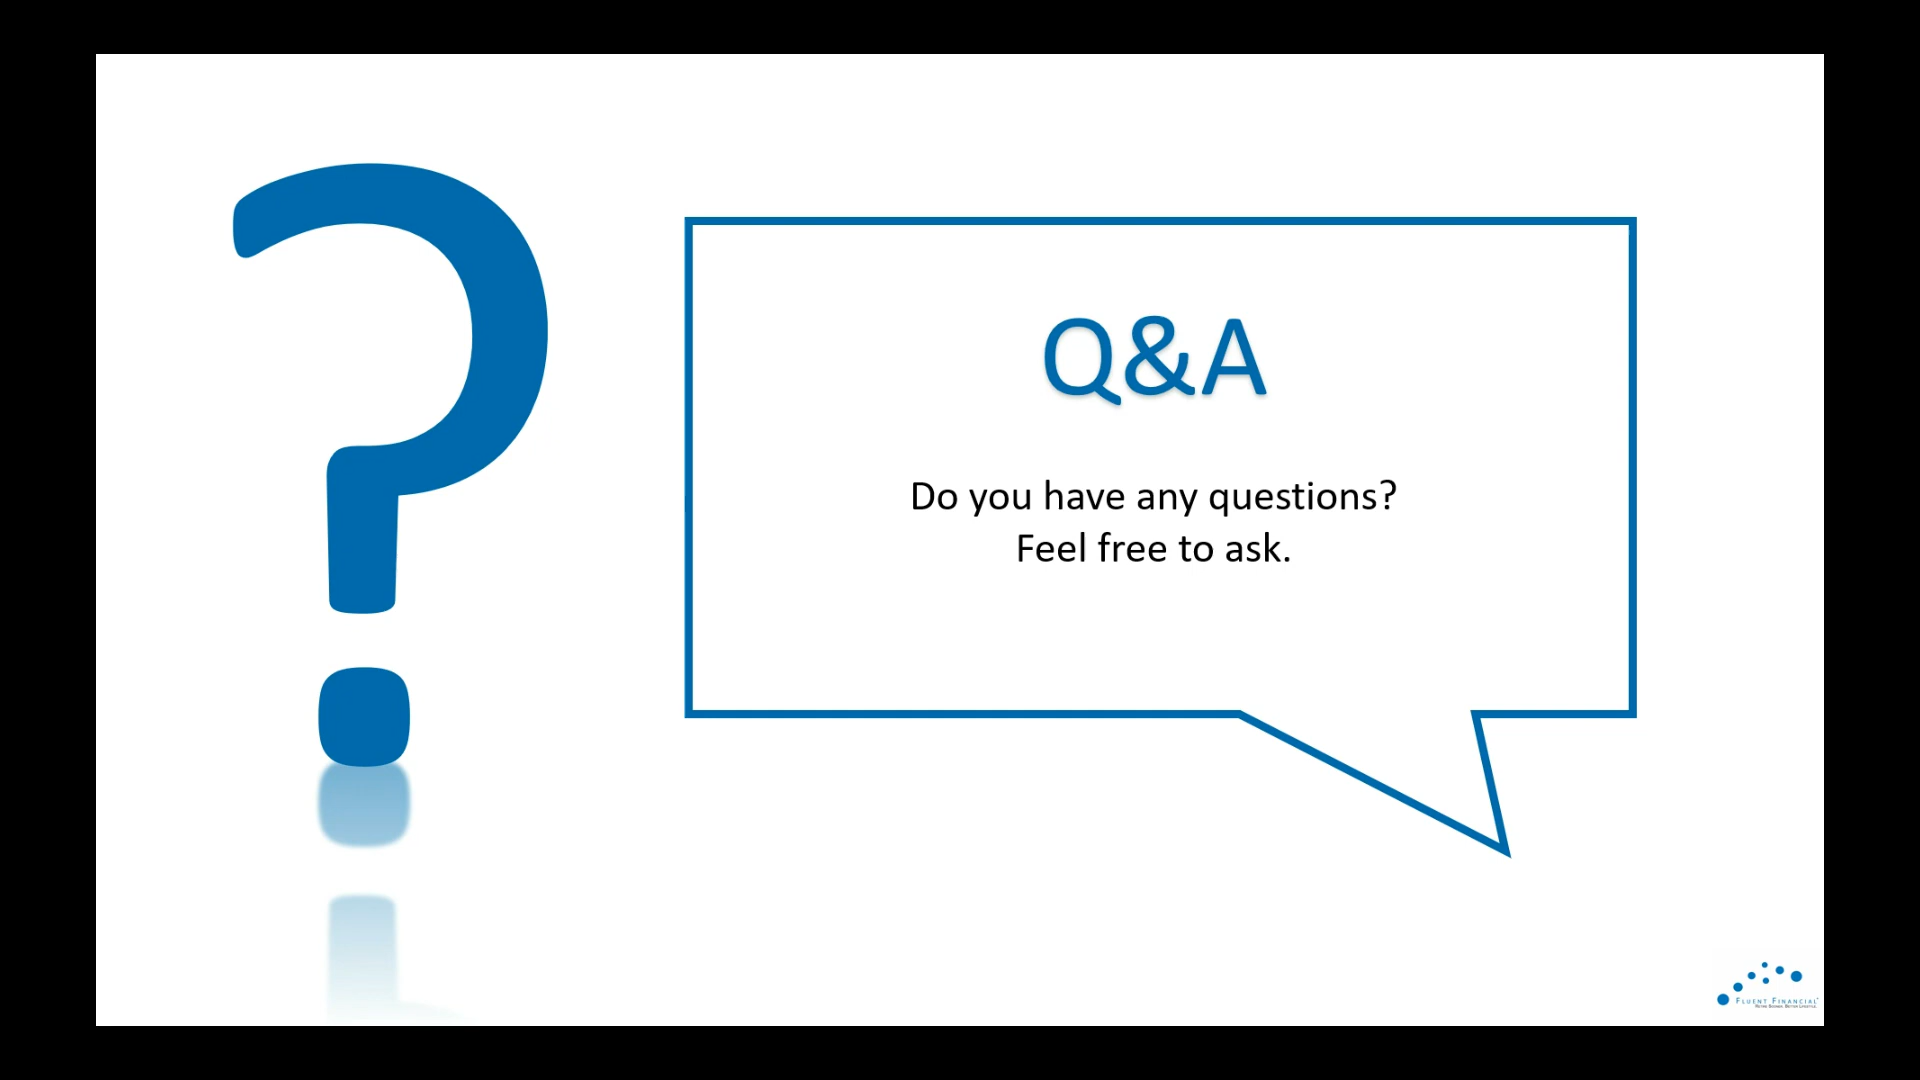 ?
Q&A
Do you have any questions?
Feel free to ask.
FLUENT FINANCIAL